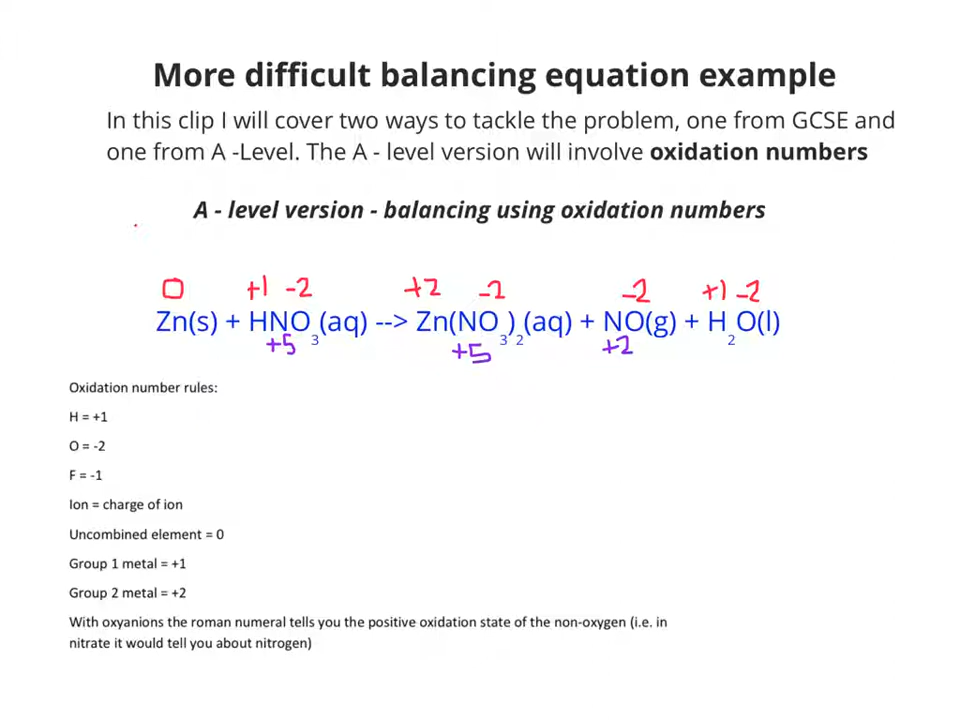 More difficult balancing equation example
In this clip I will cover two ways to tackle the problem, one from GCSE and
one from A -Level. The A - level version will involve oxidation numbers
A - level version - balancing using oxidation numbers
0 +1 -2 +2 -2 -2 +1 -2
Zn(s) + HNO₃(aq) --> Zn(NO₃)₂(aq) + NO(g) + H₂O(l)
+5 +5 +2
Oxidation number rules:
H = +1
O = -2
F = -1
Ion = charge of ion
Uncombined element = 0
Group 1 metal = +1
Group 2 metal = +2
With oxyanions the roman numeral tells you the positive oxidation state of the non-oxygen (i.e. in
nitrate it would tell you about nitrogen)